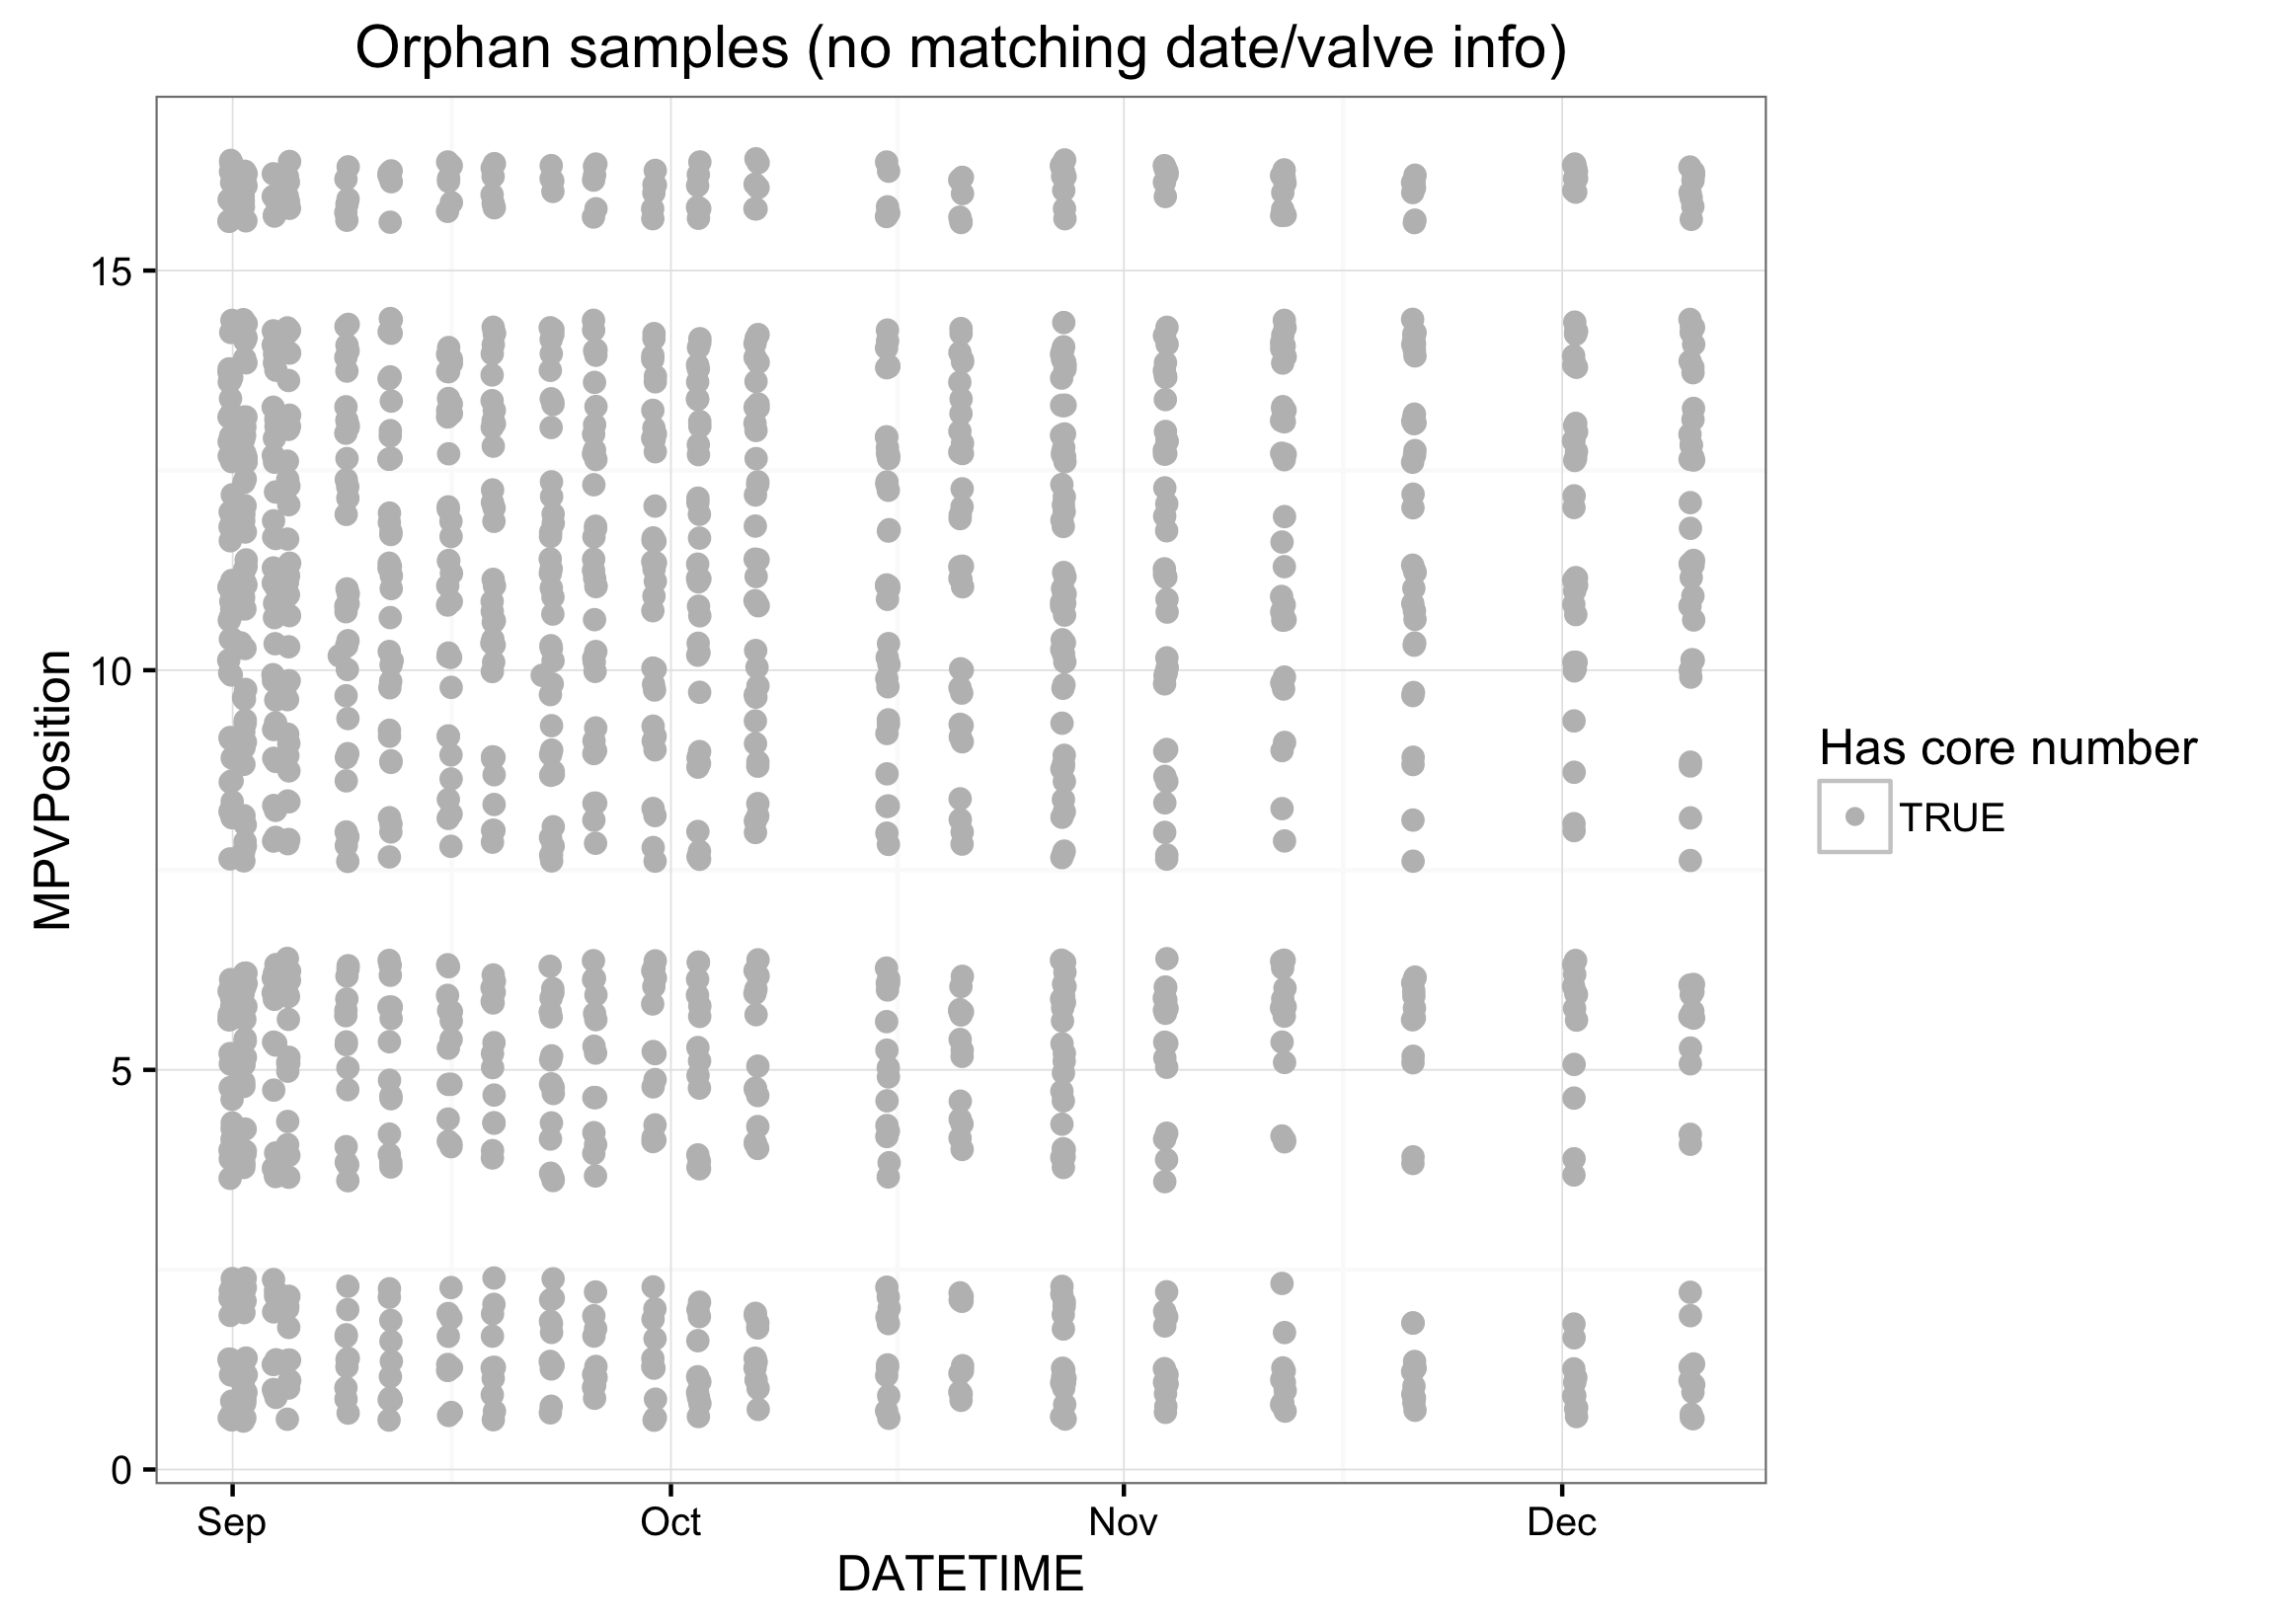 Orphan samples (no matching date/valve info)
15
10
5
0
MPVPosition
Sep
Oct
Nov
Dec
DATETIME
Has core number
TRUE